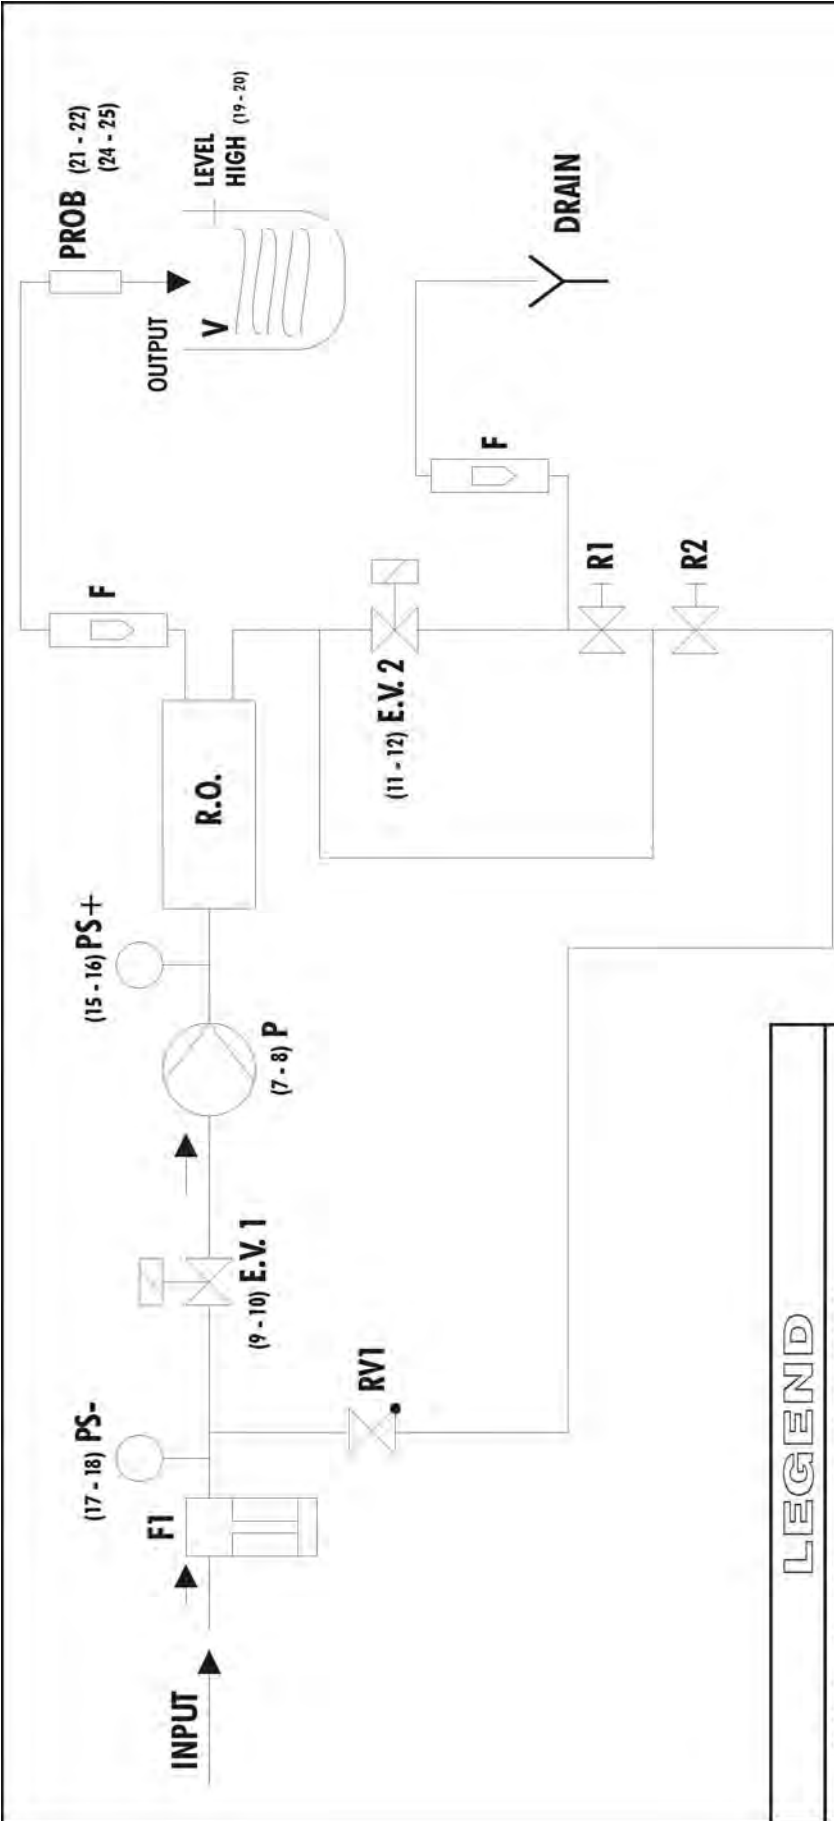 INPUT
F1
(17 - 18) PS-
RV1
(9 - 10) E.V. 1
(7 - 8) P
(15 - 16) PS+
R.O.
F
(11 - 12) E.V. 2
R1
R2
F
DRAIN
OUTPUT
V
PROB (21 - 22)
(24 - 25)
LEVEL
HIGH (19 - 20)
LEGEND